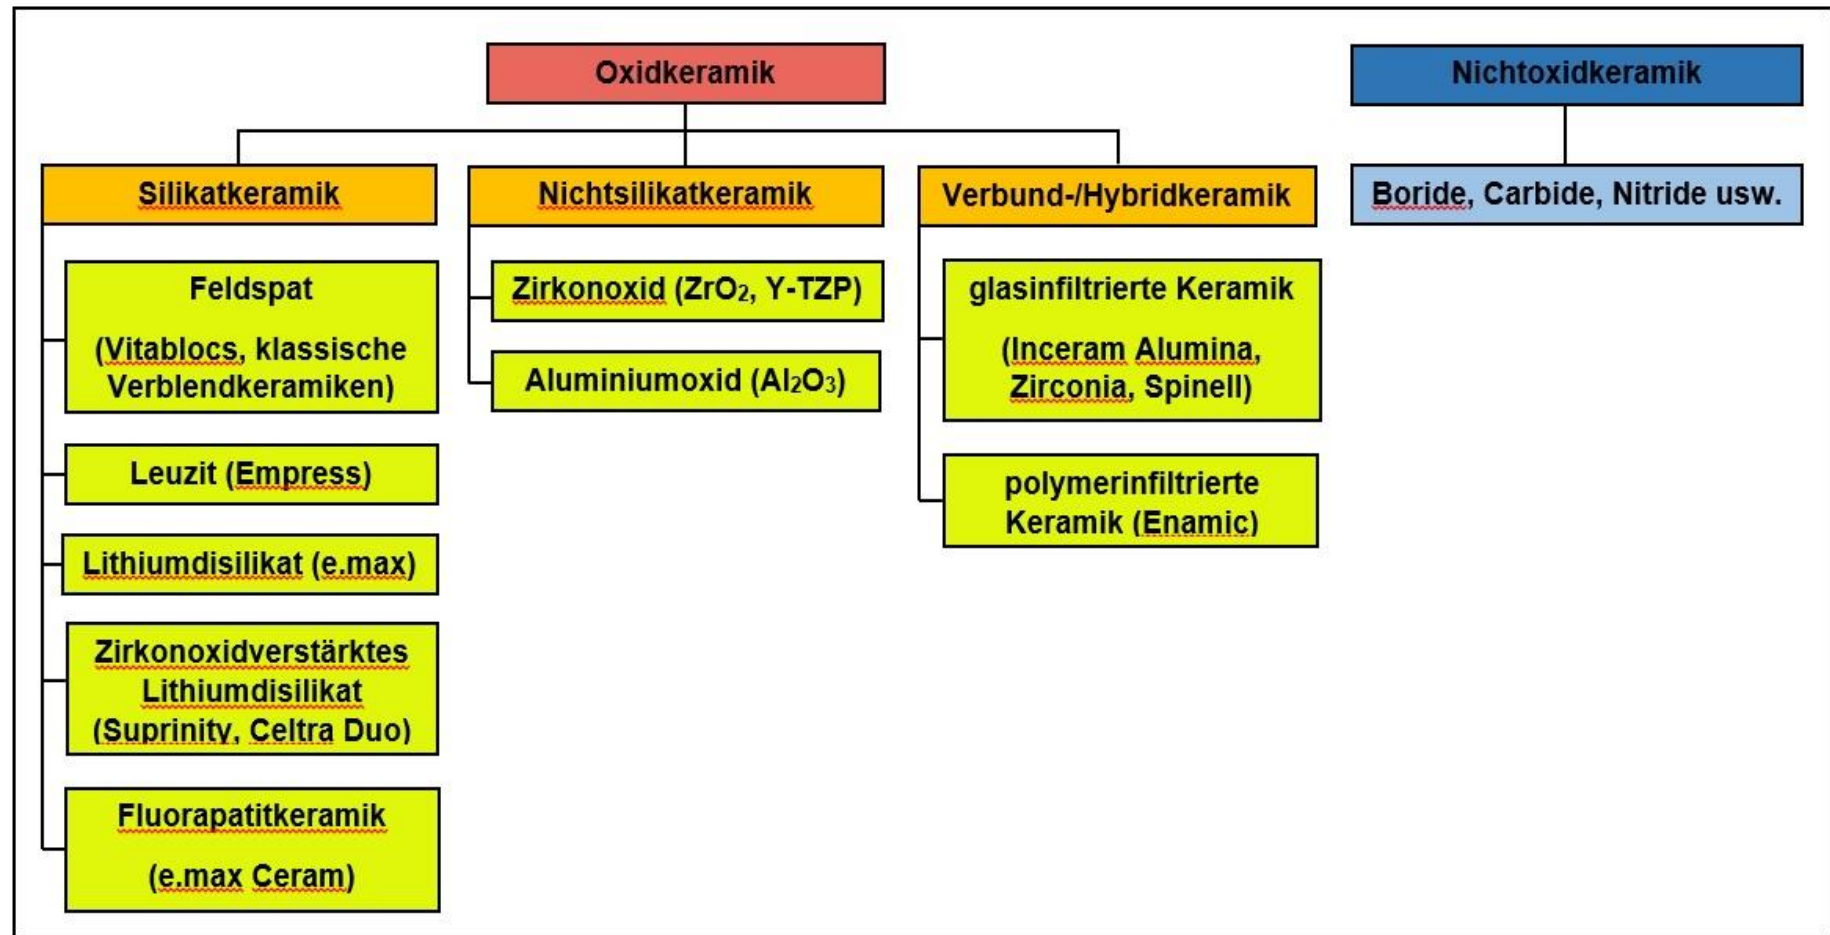 Oxidkeramik
Nichtoxidkeramik
Silikatkeramik
Nichtsilikatkeramik
Verbund-/Hybridkeramik
Boride, Carbide, Nitride usw.
Feldspat
(Vitablocs, klassische
Verblendkeramiken)
Leuzit (Empress)
Lithiumdisilikat (e.max)
Zirkonoxidverstärktes
Lithiumdisilikat
(Suprinity, Celtra Duo)
Fluorapatitkeramik
(e.max Ceram)
Zirkonoxid (ZrO₂, Y-TZP)
Aluminiumoxid (Al₂O₃)
glasinfiltrierte Keramik
(Inceram Alumina,
Zirconia, Spinell)
polymerinfiltrierte
Keramik (Enamic)